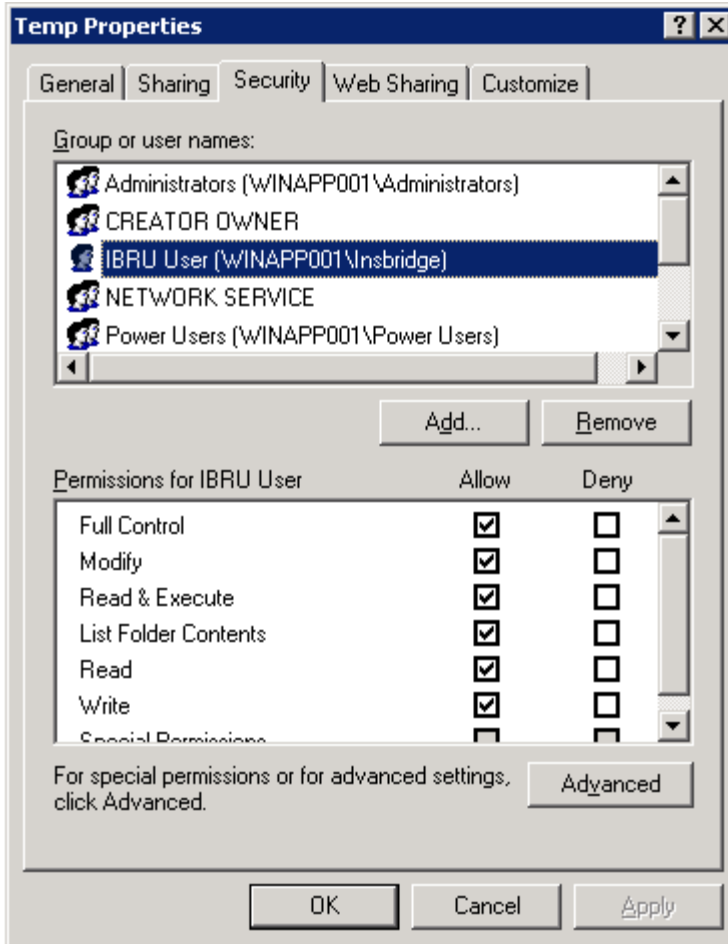 Temp Properties
General Sharing Security Web Sharing Customize
Group or user names:
Administrators (WINAPP001\Administrators)
CREATOR OWNER
IBRU User (WINAPP001\Insbridge)
NETWORK SERVICE
Power Users (WINAPP001\Power Users)
Add... Remove
Permissions for IBRU User Allow Deny
Full Control
Modify
Read & Execute
List Folder Contents
Read
Write
Special Permissions
For special permissions or for advanced settings,
click Advanced.
Advanced
OK Cancel Apply